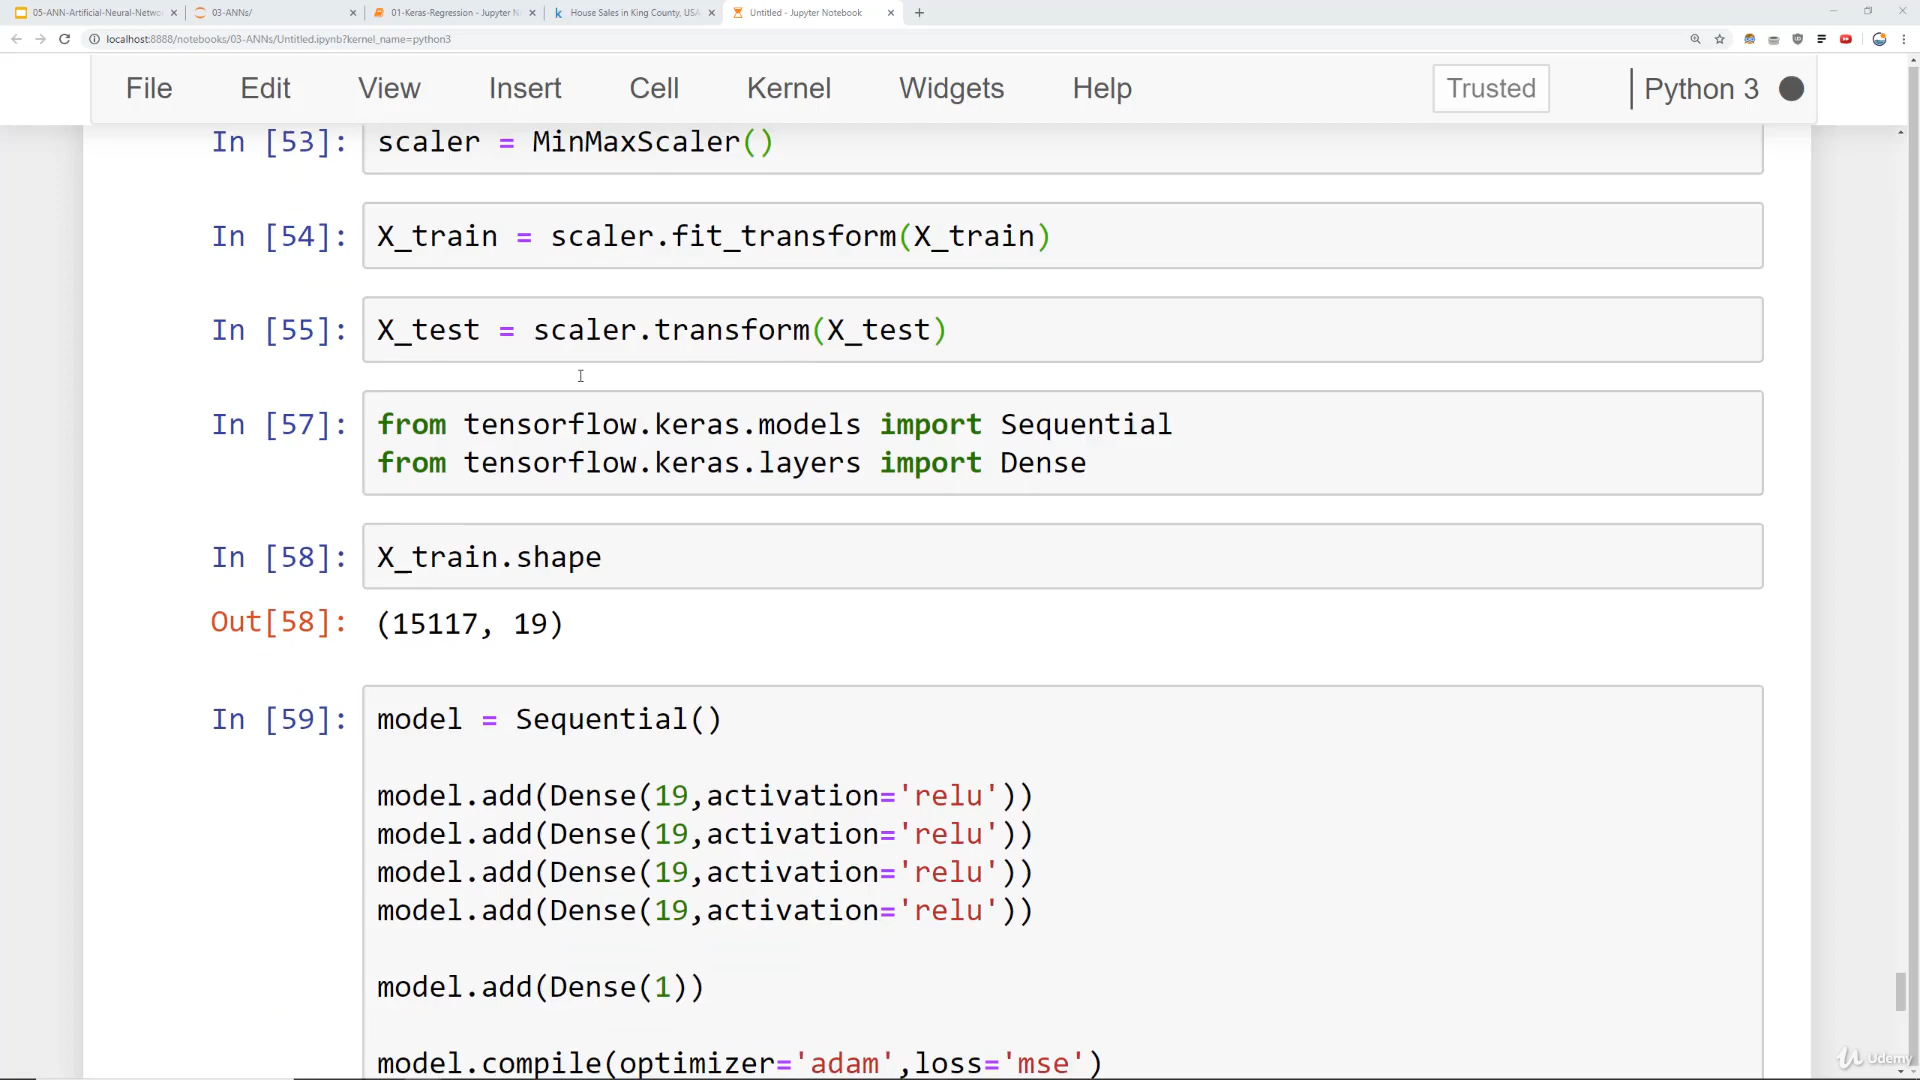 05-ANN-Artificial-Neural-Netwo
03-ANNs/
01-Keras-Regression - Jupyter N
House Sales in King County, USA
Untitled - Jupyter Notebook
localhost:8888/notebooks/03-ANNs/Untitled.ipynb?kernel_name=python3
File Edit View Insert Cell Kernel Widgets Help Trusted Python 3
In [53]: scaler = MinMaxScaler()
In [54]: X_train = scaler.fit_transform(X_train)
In [55]: X_test = scaler.transform(X_test)
In [57]: from tensorflow.keras.models import Sequential
from tensorflow.keras.layers import Dense
In [58]: X_train.shape
Out[58]: (15117, 19)
In [59]: model = Sequential()
model.add(Dense(19,activation='relu'))
model.add(Dense(19,activation='relu'))
model.add(Dense(19,activation='relu'))
model.add(Dense(19,activation='relu'))
model.add(Dense(1))
model.compile(optimizer='adam',loss='mse')
Udemy